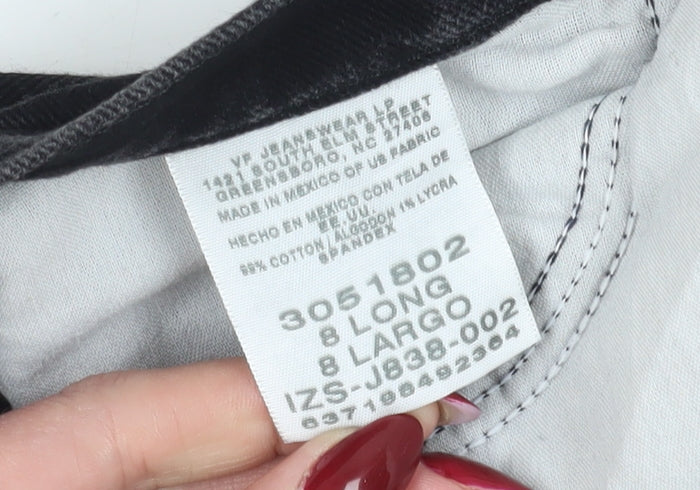 VF JEANSWEAR LP
1421 SOUTH ELM STREET
GREENSBORO, NC 27406
MADE IN MEXICO OF US FABRIC
HECHO EN MEXICO CON TELA DE
EE.UU.
99% COTTON/ALGODON 1% LYCRA
SPANDEX
3051802
8 LONG
8 LARGO
IZS-J838-002
637198492364